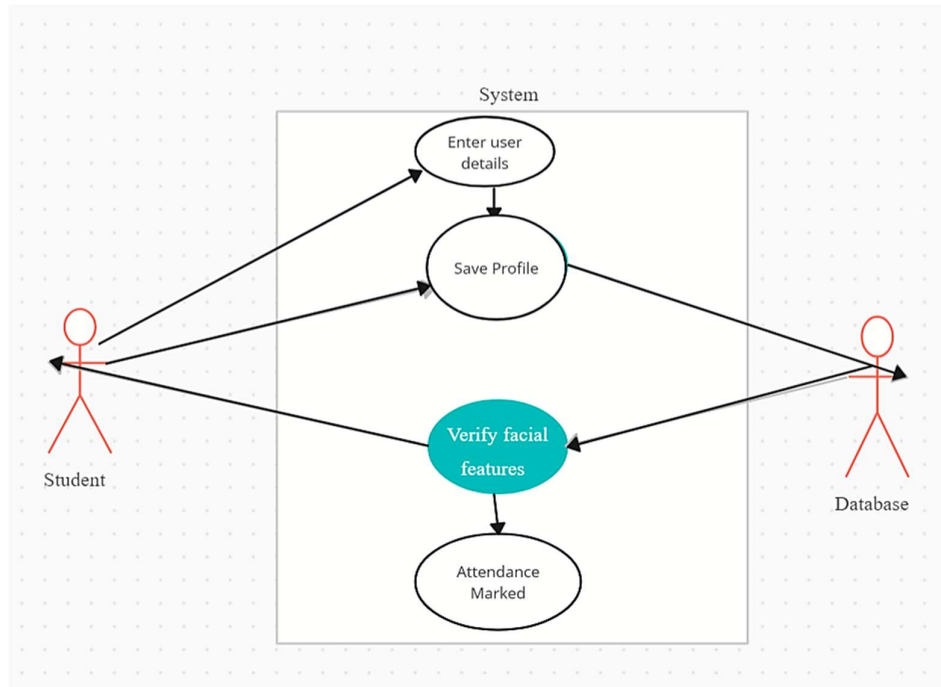 System
Enter user
details
Save Profile
Verify facial
features
Student
Database
Attendance
Marked